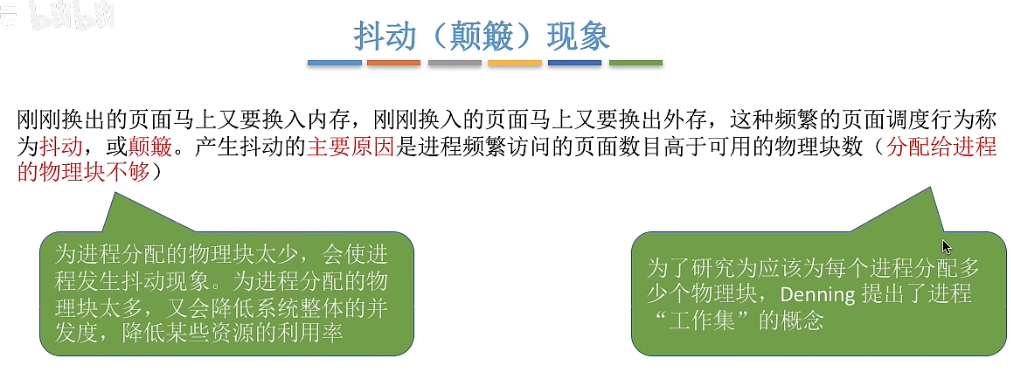 bilibili
抖动（颠簸）现象
刚刚换出的页面马上又要换入内存，刚刚换入的页面马上又要换出外存，这种频繁的页面调度行为称
为抖动，或颠簸。产生抖动的主要原因是进程频繁访问的页面数目高于可用的物理块数（分配给进程
的物理块不够）
为进程分配的物理块太少，会使进
程发生抖动现象。为进程分配的物
理块太多，又会降低系统整体的并
发度，降低某些资源的利用率
为了研究为应该为每个进程分配多
少个物理块，Denning 提出了进程
“工作集”的概念